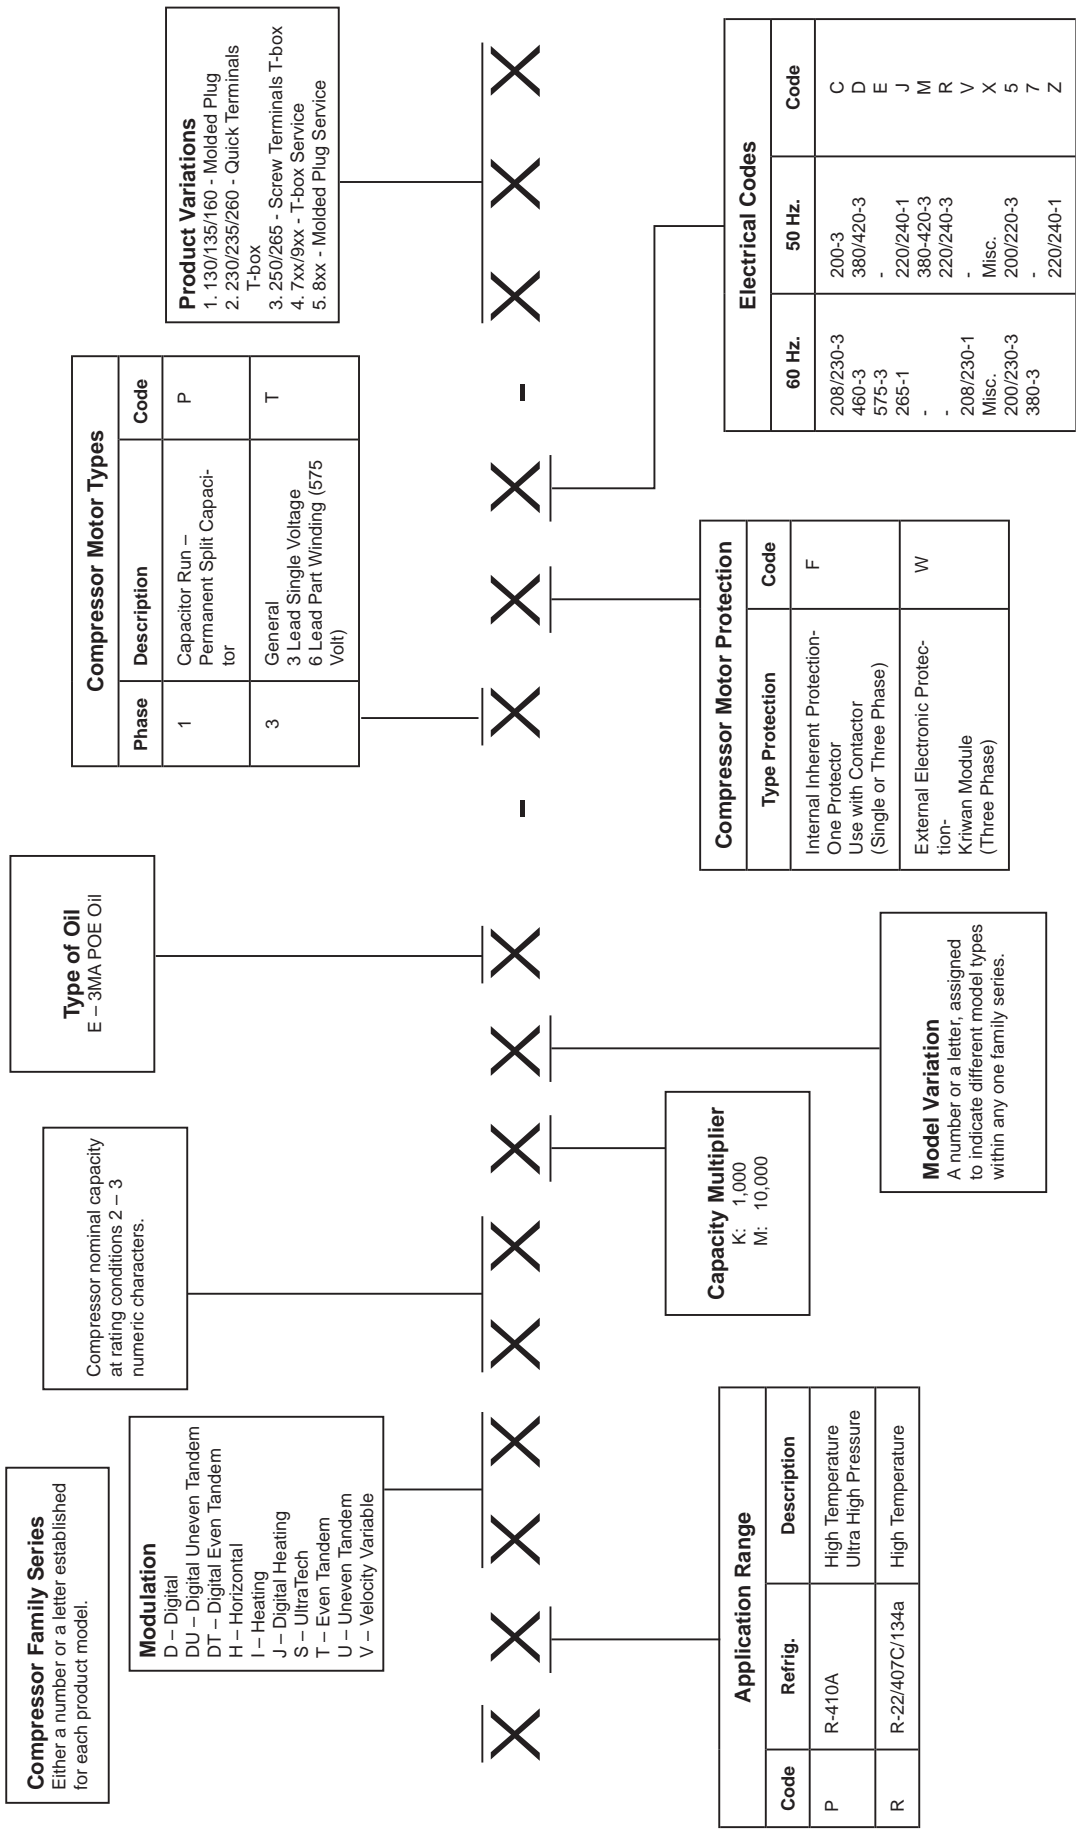 Compressor Family Series
Either a number or a letter established
for each product model.
Modulation
D – Digital
DU – Digital Uneven Tandem
DT – Digital Even Tandem
H – Horizontal
I – Heating
J – Digital Heating
S – UltraTech
T – Even Tandem
U – Uneven Tandem
V – Velocity Variable
Compressor nominal capacity
at rating conditions 2 – 3
numeric characters.
Type of Oil
E – 3MA POE Oil
Compressor Motor Types
Phase Description Code
1 Capacitor Run – P
Permanent Split Capaci-
tor
3 General T
3 Lead Single Voltage
6 Lead Part Winding (575
Volt)
Product Variations
1. 130/135/160 - Molded Plug
2. 230/235/260 - Quick Terminals
T-box
3. 250/265 - Screw Terminals T-box
4. 7xx/9xx - T-box Service
5. 8xx - Molded Plug Service
X X X X X X X X X - X X X - X X X
Application Range
Code Refrig. Description
P R-410A High Temperature
Ultra High Pressure
R R-22/407C/134a High Temperature
Capacity Multiplier
K: 1,000
M: 10,000
Model Variation
A number or a letter, assigned
to indicate different model types
within any one family series.
Compressor Motor Protection
Type Protection Code
Internal Inherent Protection- F
One Protector
Use with Contactor
(Single or Three Phase)
External Electronic Protec- W
tion-
Kriwan Module
(Three Phase)
Electrical Codes
60 Hz. 50 Hz. Code
208/230-3 200-3 C
460-3 380/420-3 D
575-3 - E
265-1 220/240-1 J
- 380-420-3 M
- 220/240-3 R
208/230-1 - V
Misc. Misc. X
200/230-3 200/220-3 5
380-3 - 7
220/240-1 Z